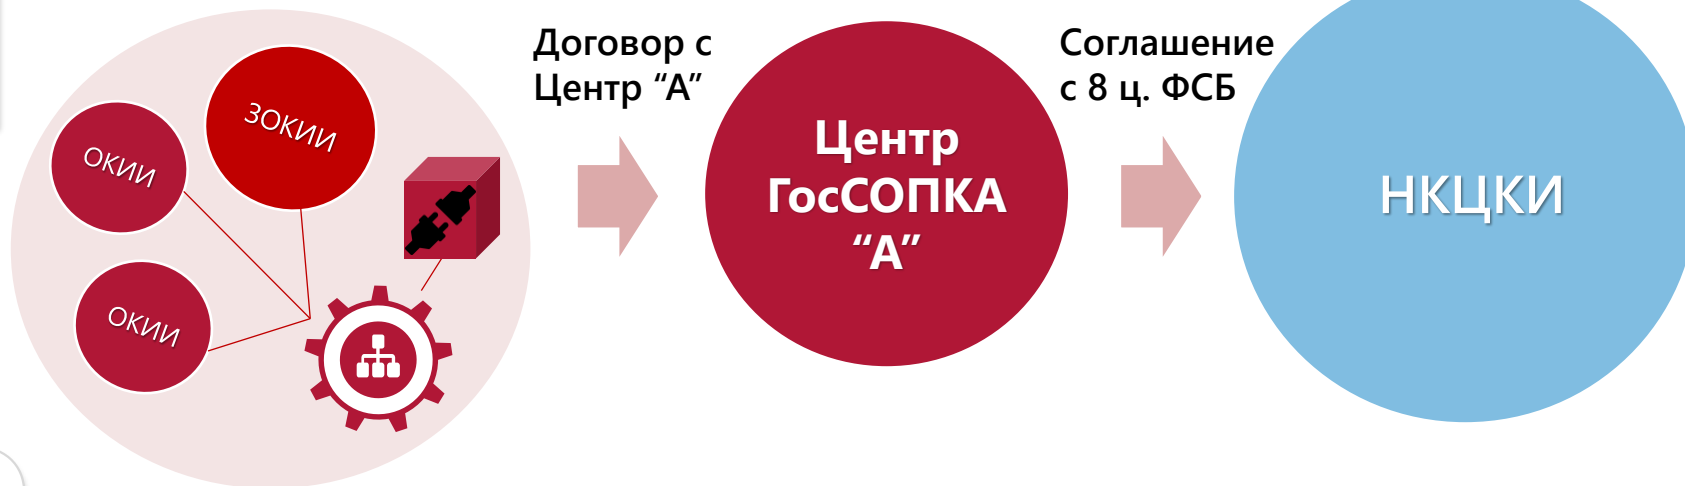 ЗОКИИ
ОКИИ
ОКИИ
Договор с
Центр “А”
Центр
ГосСОПКА
“А”
Соглашение
с 8 ц. ФСБ
НКЦКИ